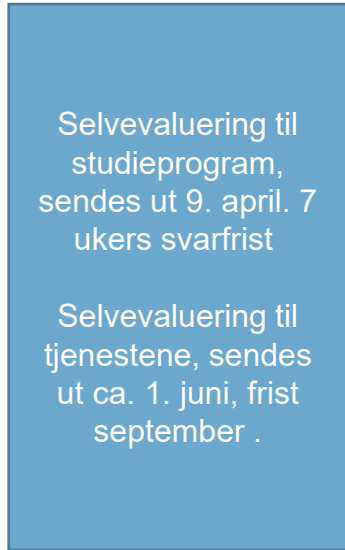 Selvevaluering til
studieprogram,
sendes ut 9. april. 7
ukers svarfrist
Selvevaluering til
tjenestene, sendes
ut ca. 1. juni, frist
september .